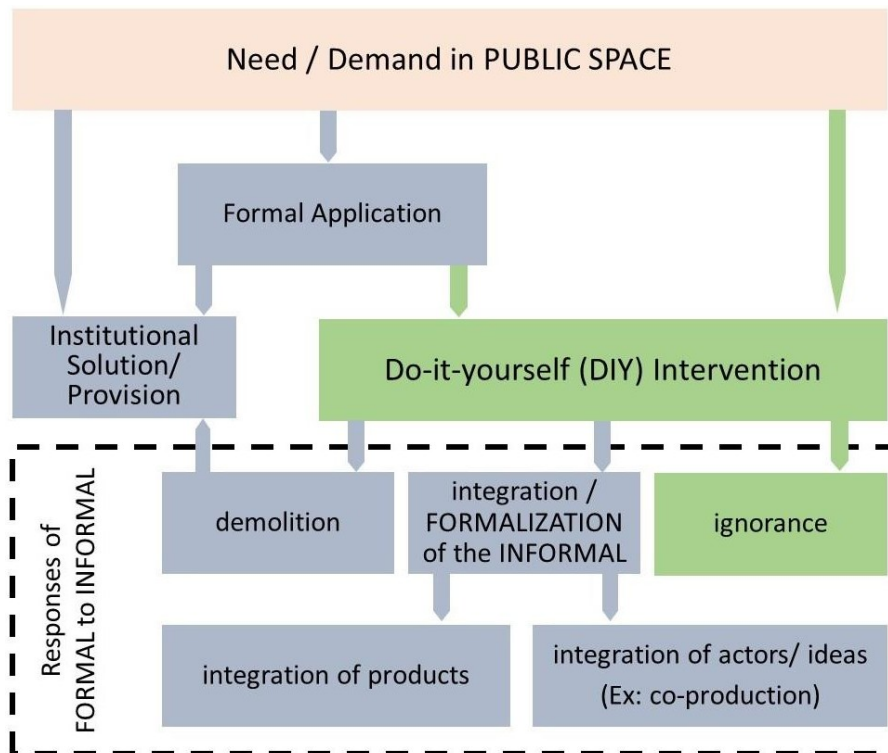 Need / Demand in PUBLIC SPACE
Formal Application
Institutional
Solution/
Provision
Do-it-yourself (DIY) Intervention
Responses of
FORMAL to INFORMAL
demolition
integration /
FORMALIZATION
of the INFORMAL
ignorance
integration of products
integration of actors/ ideas
(Ex: co-production)